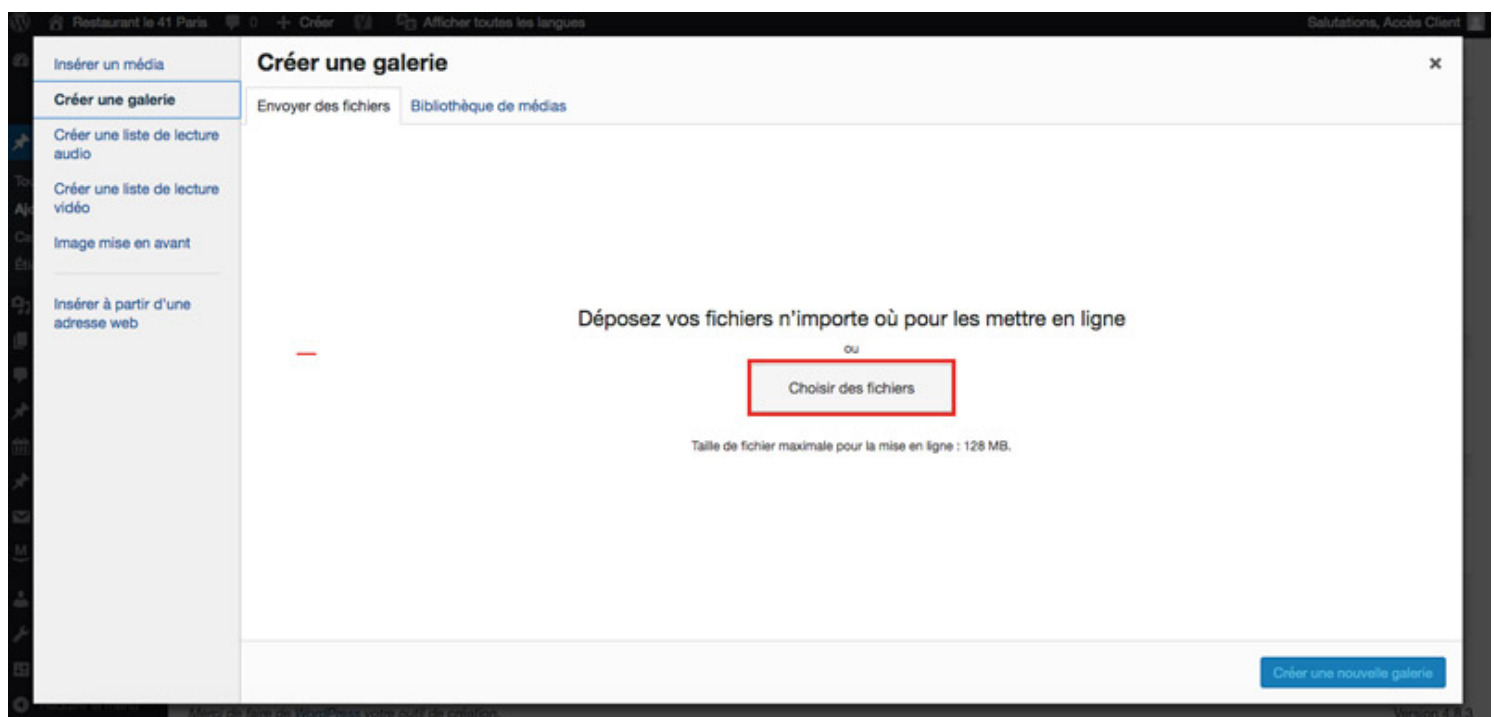 Restaurant le 41 Paris 0 Créer Afficher toutes les langues Salutations, Accès Client
Insérer un média
Créer une galerie
Créer une liste de lecture
audio
Créer une liste de lecture
vidéo
Image mise en avant
Insérer à partir d'une
adresse web
Créer une galerie
×
Envoyer des fichiers Bibliothèque de médias
Déposez vos fichiers n'importe où pour les mettre en ligne
ou
Choisir des fichiers
Taille de fichier maximale pour la mise en ligne : 128 MB.
Créer une nouvelle galerie
Merci de faire de WordPress votre outil de création.
Version 4.8.3